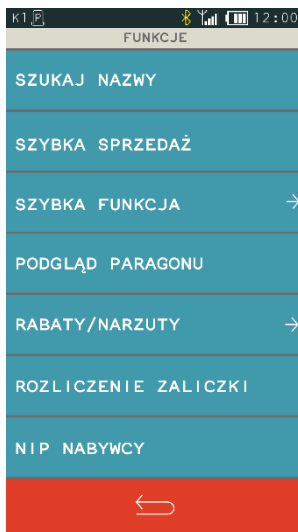 K1 P 12:00
FUNKCJE
SZUKAJ NAZWY
SZYBKA SPRZEDAŻ
SZYBKA FUNKCJA
PODGLĄD PARAGONU
RABATY/NARZUTY
ROZLICZENIE ZALICZKI
NIP NABYWCY